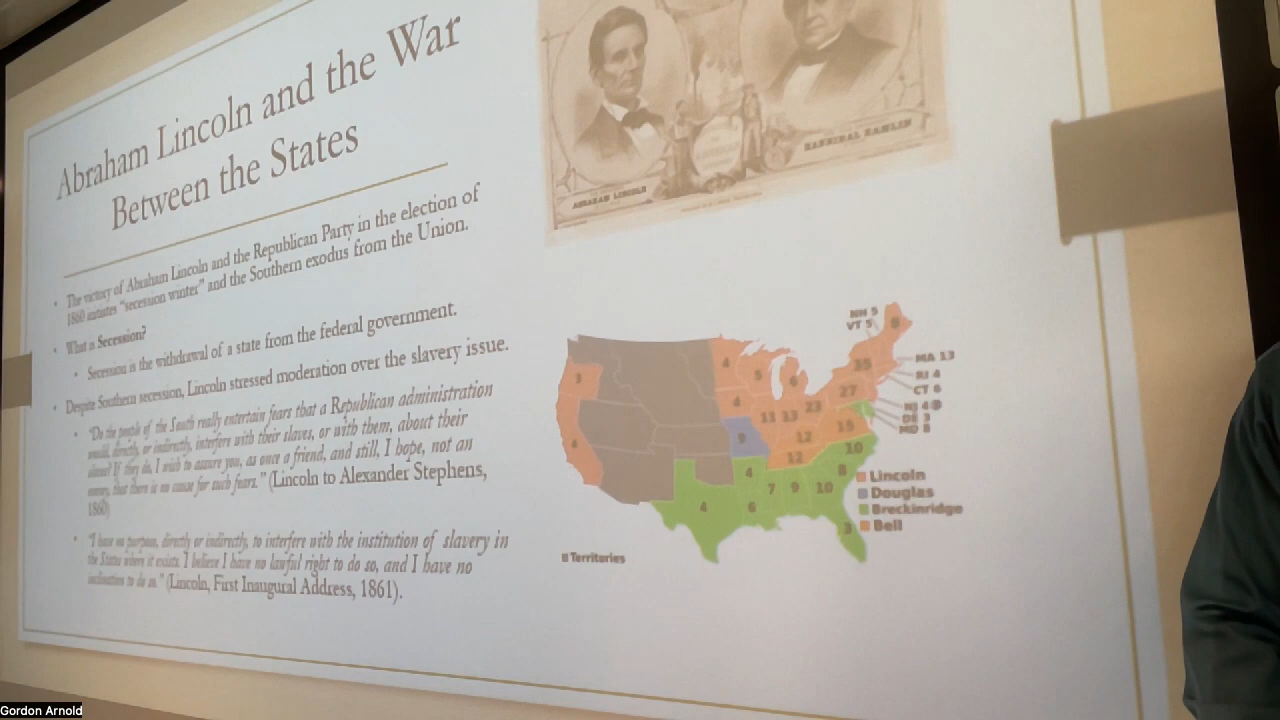 Abraham Lincoln and the War
Between the States
• The victory of Abraham Lincoln and the Republican Party in the election of
1860 initiates “secession winter” and the Southern exodus from the Union.
• What is Secession?
• Secession is the withdrawal of a state from the federal government.
• Despite Southern secession, Lincoln stressed moderation over the slavery issue.
• “Do the people of the South really entertain fears that a Republican administration
would, directly, or indirectly, interfere with their slaves, or with them, about their
slaves? If they do, I wish to assure you, as once a friend, and still, I hope, not an
enemy, that there is no cause for such fears.” (Lincoln to Alexander Stephens,
1860)
• “I have no purpose, directly or indirectly, to interfere with the institution of slavery in
the States where it exists. I believe I have no lawful right to do so, and I have no
inclination to do so.” (Lincoln, First Inaugural Address, 1861).
ABRAHAM LINCOLN
HANNIBAL HAMLIN
NH 5
VT 5
8
MA 13
RI 4
CT 6
NJ 4
DE 3
MD 8
35
27
3
4
4
5
6
4
11
13
23
15
9
12
12
10
4
7
9
10
8
4
6
3
Lincoln
Douglas
Breckinridge
Bell
Territories
Gordon Arnold